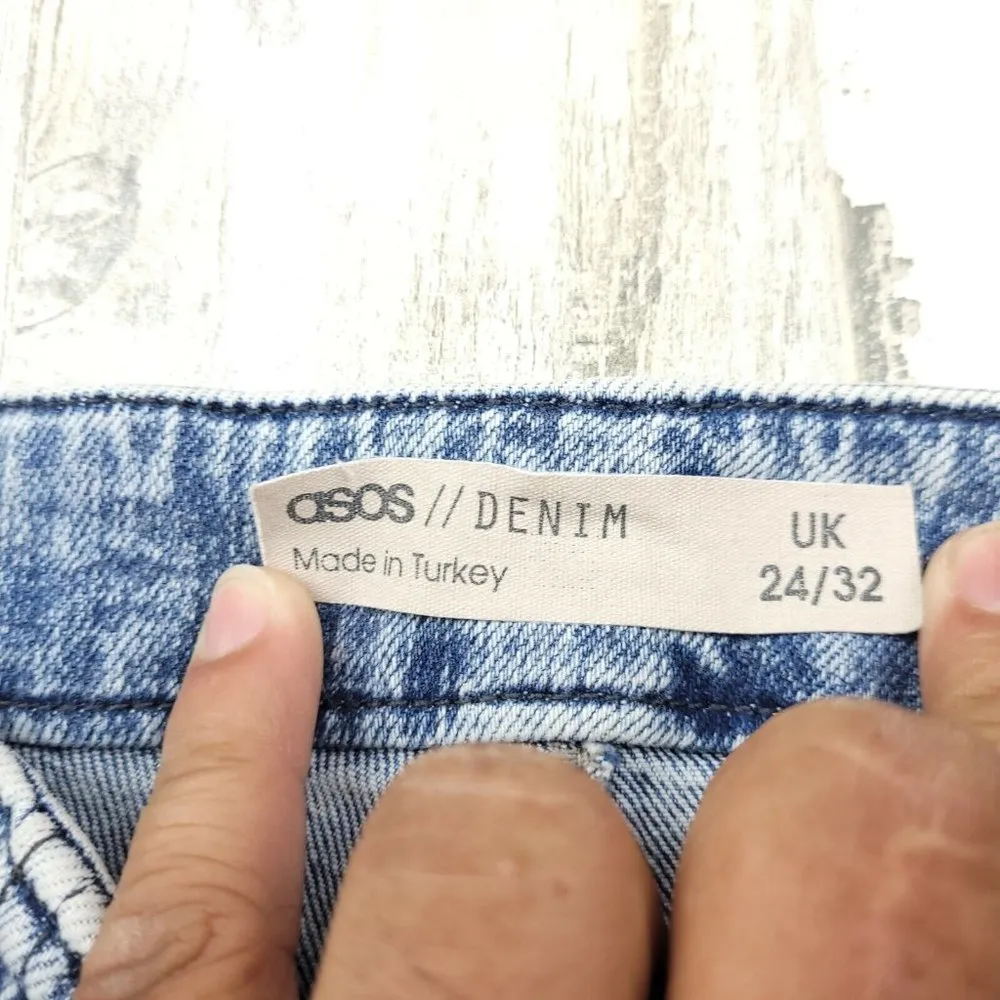 asos // DENIM
Made in Turkey
UK
24/32